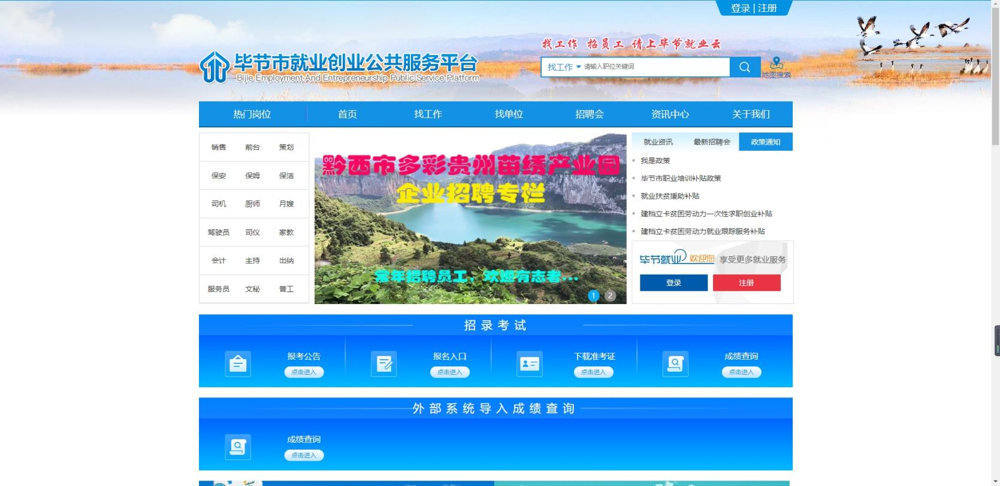 登录 | 注册
找工作 招员工 请上毕节就业云
毕节市就业创业公共服务平台
Bijie Employment And Entrepreneurship Public Service Platform
找工作 请输入职位关键词
地图搜索
热门岗位 首页 找工作 找单位 招聘会 资讯中心 关于我们
销售 前台 策划
保安 保姆 保洁
司机 厨师 月嫂
驾驶员 司仪 家教
会计 主持 出纳
服务员 文秘 普工
黔西市多彩贵州苗绣产业园
企业招聘专栏
常年招聘员工，欢迎有志者...
1 2
就业资讯 最新招聘会 政策通知
我是政策
毕节市职业培训补贴政策
就业扶贫援助补贴
建档立卡贫困劳动力一次性求职创业补贴
建档立卡贫困劳动力就业跟踪服务补贴
毕节就业 欢迎您 享受更多就业服务
登录 注册
招录考试
报考公告 报名入口 下载准考证 成绩查询
点击进入 点击进入 点击进入 点击进入
外部系统导入成绩查询
成绩查询
点击进入